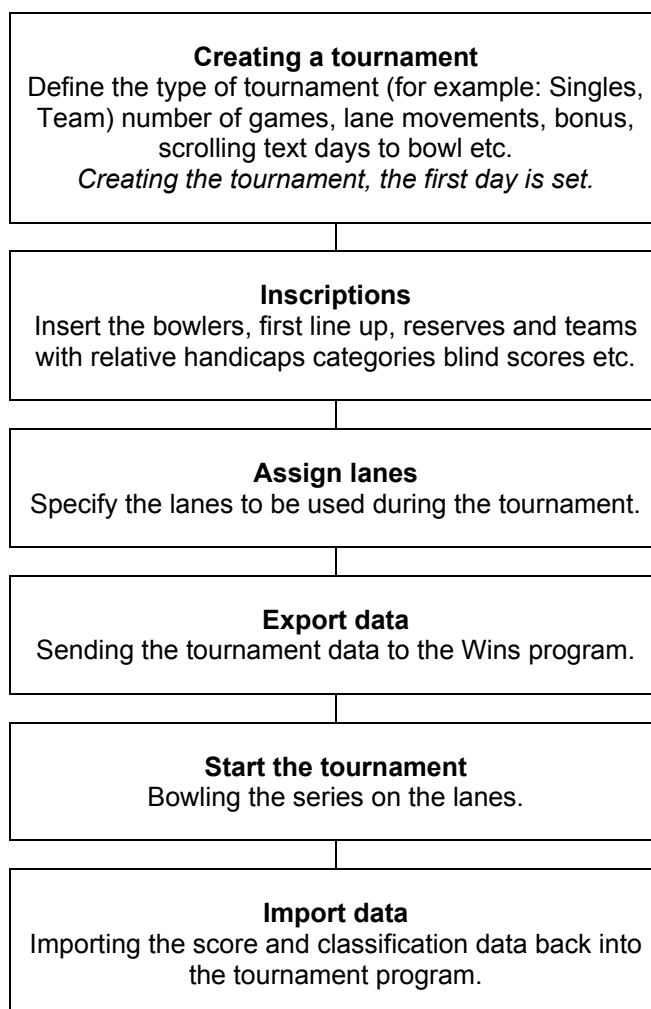 Creating a tournament
Define the type of tournament (for example: Singles,
Team) number of games, lane movements, bonus,
scrolling text days to bowl etc.
Creating the tournament, the first day is set.
Inscriptions
Insert the bowlers, first line up, reserves and teams
with relative handicaps categories blind scores etc.
Assign lanes
Specify the lanes to be used during the tournament.
Export data
Sending the tournament data to the Wins program.
Start the tournament
Bowling the series on the lanes.
Import data
Importing the score and classification data back into
the tournament program.